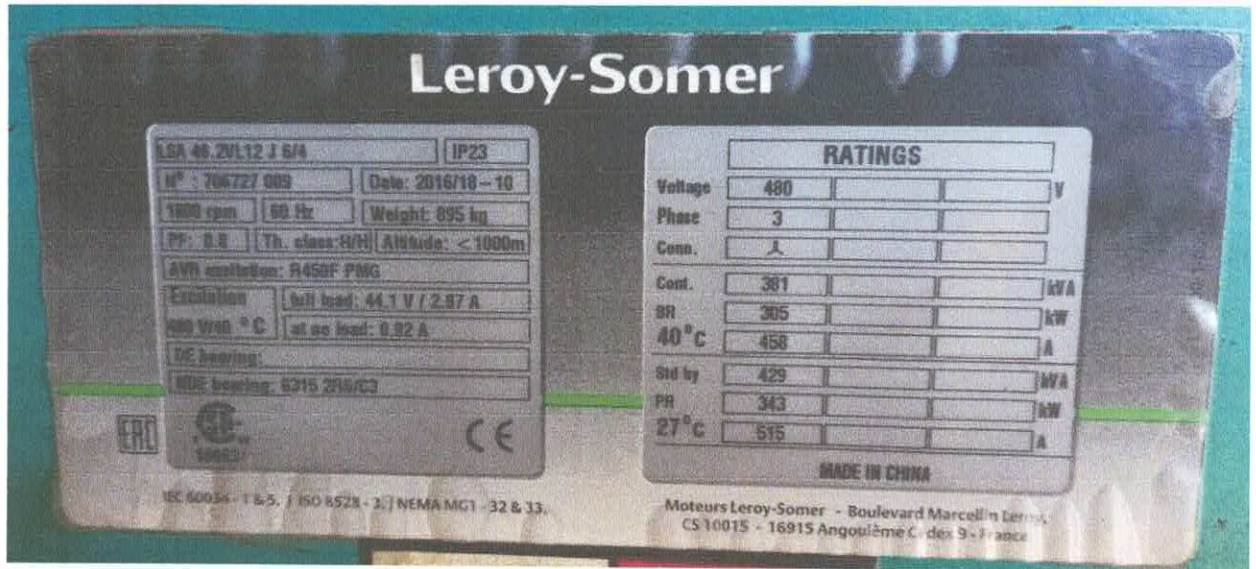 Leroy-Somer
LSA 46.2VL12 J 6/4 IP23
N° : 706727 009 Date: 2016/18-10
1800 rpm 60 Hz Weight: 895 kg
PF: 0.8 Th. class: H/H Altitude: < 1000m
AVR excitation: R450F PMG
Excitation full load: 44.1 V / 2.97 A
480 V/40 °C at no load: 0.92 A
DE bearing:
NDE bearing: 6315 2RS/C3
EAC
CE
IEC 60034 - 1 & 5. / ISO 8528 - 3. / NEMA MG1 - 32 & 33.
RATINGS
Voltage 480 V
Phase 3
Conn.
Cont. 381 kVA
BR 305 kW
40°C 458 A
Std by 429 kVA
PR 343 kW
27°C 515 A
MADE IN CHINA
Moteurs Leroy-Somer - Boulevard Marcellin Leroy,
CS 10015 - 16915 Angoulême Cedex 9 - France